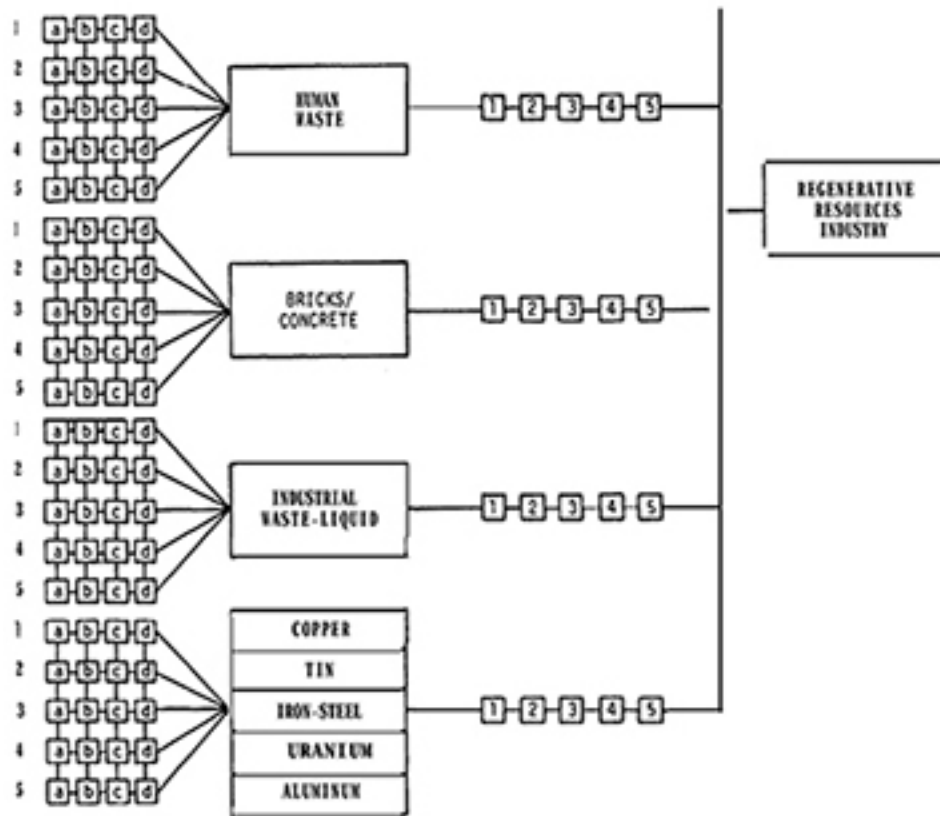 1 a b c d
2 a b c d
3 a b c d
4 a b c d
5 a b c d
HUMAN
WASTE
1 2 3 4 5
1 a b c d
2 a b c d
3 a b c d
4 a b c d
5 a b c d
BRICKS/
CONCRETE
1 2 3 4 5
1 a b c d
2 a b c d
3 a b c d
4 a b c d
5 a b c d
INDUSTRIAL
WASTE-LIQUID
1 2 3 4 5
1 a b c d
2 a b c d
3 a b c d
4 a b c d
5 a b c d
COPPER
TIN
IRON-STEEL
URANIUM
ALUMINUM
1 2 3 4 5
REGENERATIVE
RESOURCES
INDUSTRY